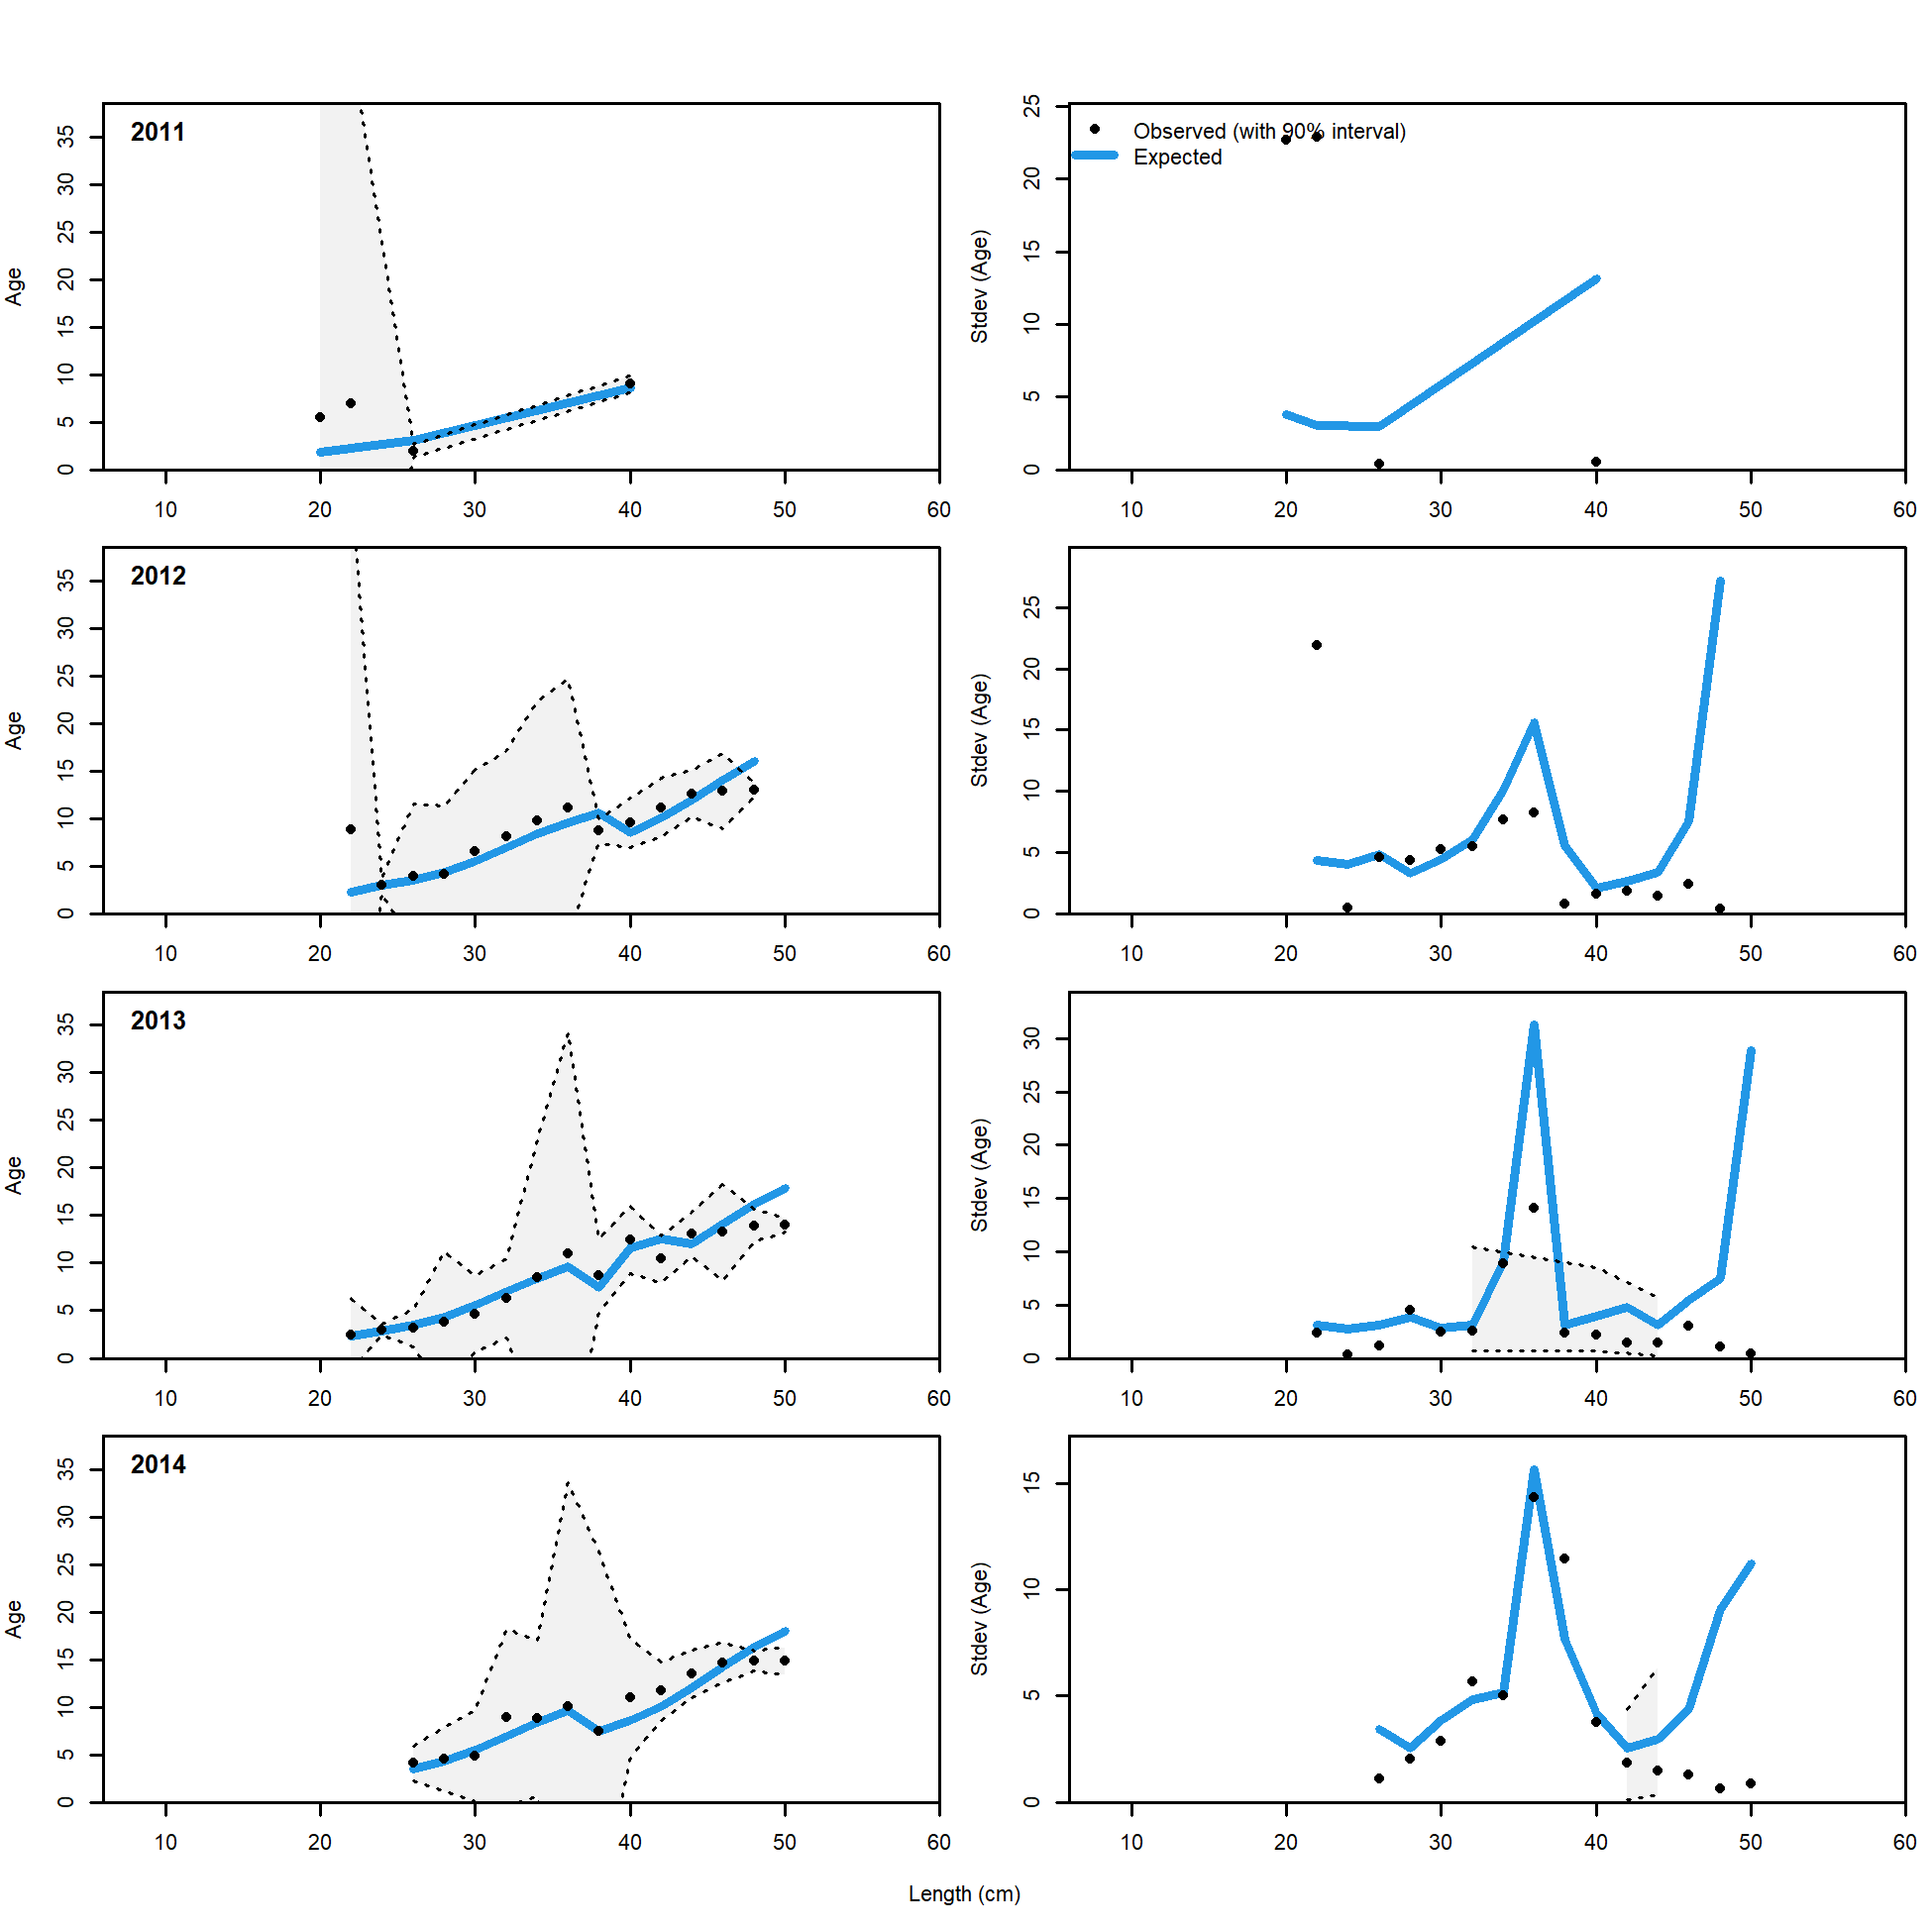 2011
Age
0 5 10 15 20 25 30 35
10 20 30 40 50 60
Observed (with 90% interval)
Expected
Stdev (Age)
0 5 10 15 20 25
10 20 30 40 50 60
2012
Age
0 5 10 15 20 25 30 35
10 20 30 40 50 60
Stdev (Age)
0 5 10 15 20 25
10 20 30 40 50 60
2013
Age
0 5 10 15 20 25 30 35
10 20 30 40 50 60
Stdev (Age)
0 5 10 15 20 25 30
10 20 30 40 50 60
2014
Age
0 5 10 15 20 25 30 35
10 20 30 40 50 60
Stdev (Age)
0 5 10 15
10 20 30 40 50 60
Length (cm)